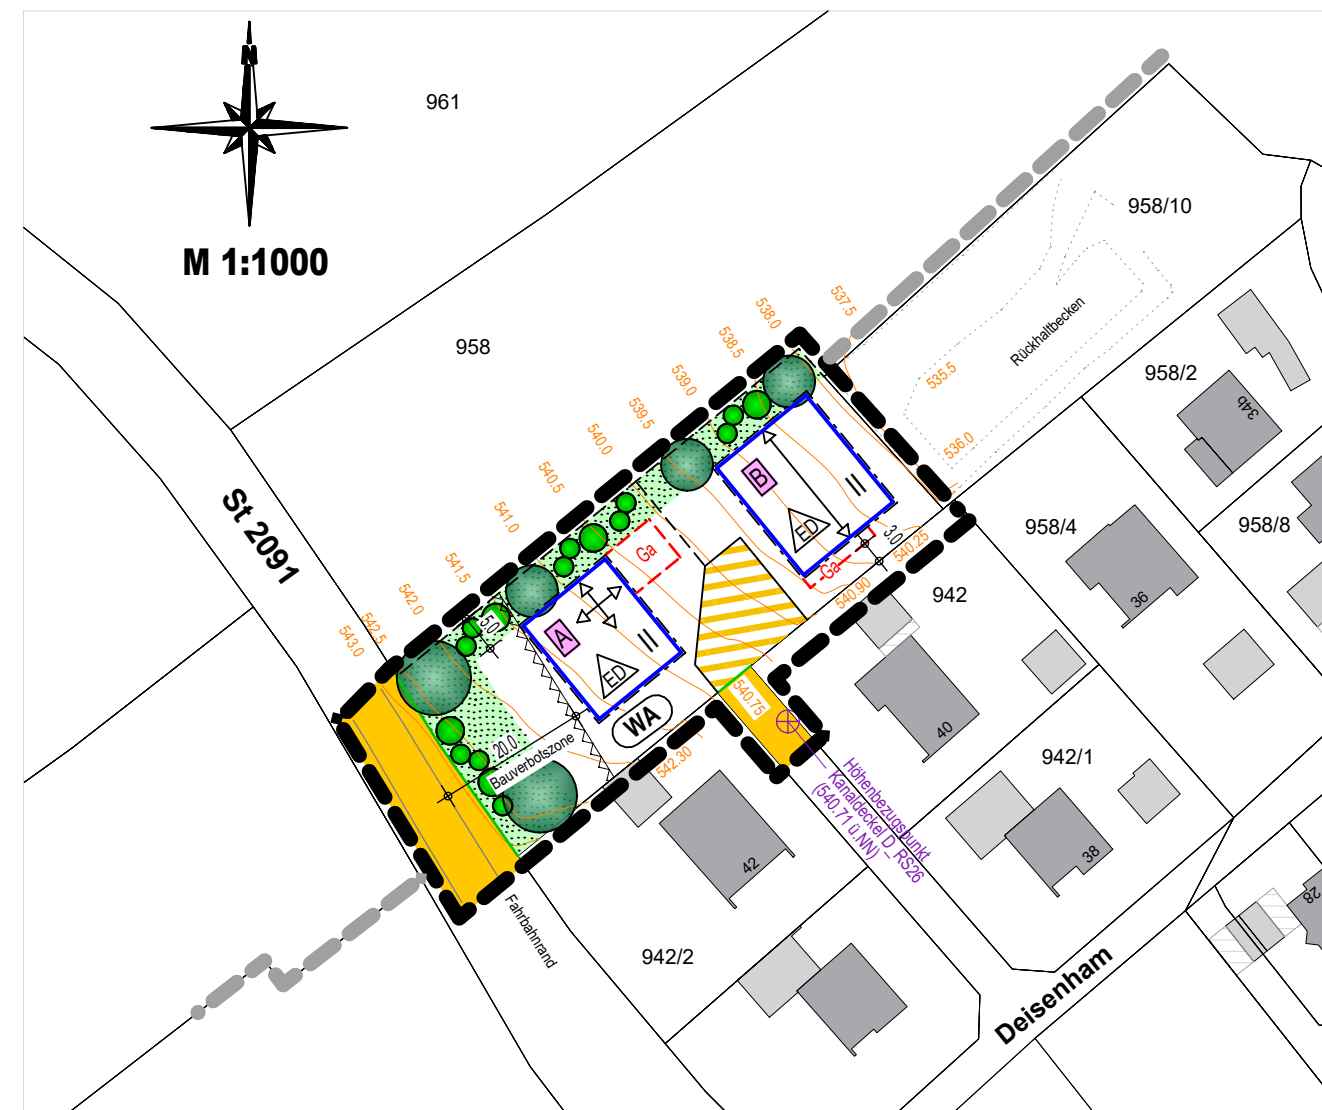 N
M 1:1000
961
958
958/10
Rückhaltbecken
958/2
34b
958/4
958/8
36
942
40
942/1
38
28
42
942/2
Deisenham
St 2091
Fahrbahnrand
543.0
542.5
542.0
541.5
541.0
540.5
540.0
539.5
539.0
538.5
538.0
537.5
535.5
536.0
B
II
ED
Ga
3.0
540.25
540.90
Ga
A
II
ED
WA
5.0
20.0
Bauverbotszone
542.30
540.75
Höhenbezugspunkt
Kanaldeckel D_RS26
(540.71 ü.NN)